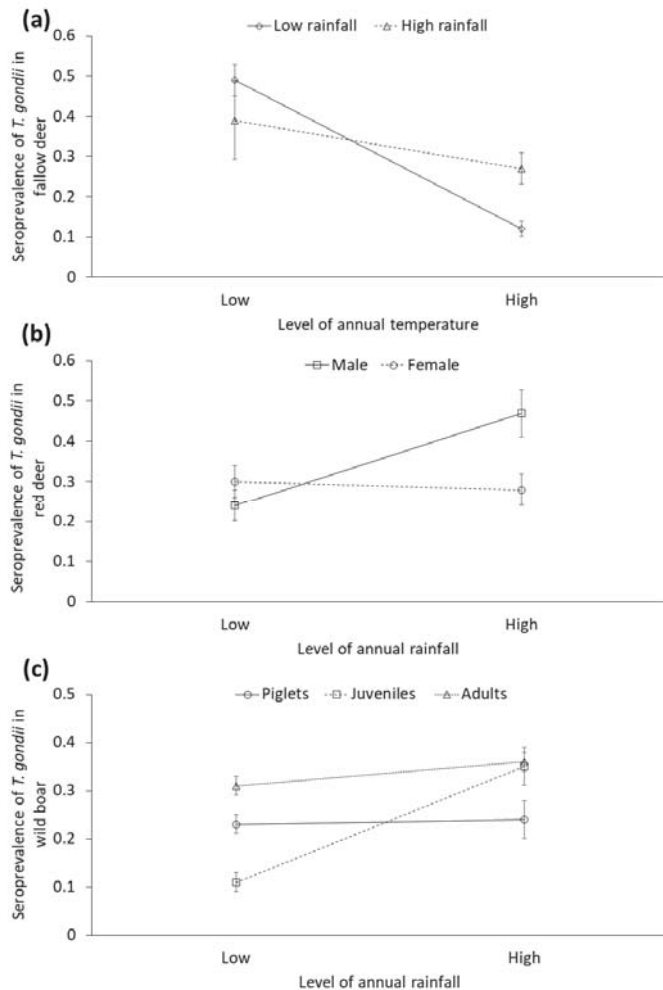 (a)
Low rainfall High rainfall
0.6
0.5
0.4
0.3
0.2
0.1
0
Seroprevalence of T. gondii in
fallow deer
Low High
Level of annual temperature
(b)
Male Female
0.6
0.5
0.4
0.3
0.2
0.1
0
Seroprevalence of T. gondii in
red deer
Low High
Level of annual rainfall
(c)
Piglets Juveniles Adults
0.5
0.4
0.3
0.2
0.1
0
Seroprevalence of T. gondii in
wild boar
Low High
Level of annual rainfall